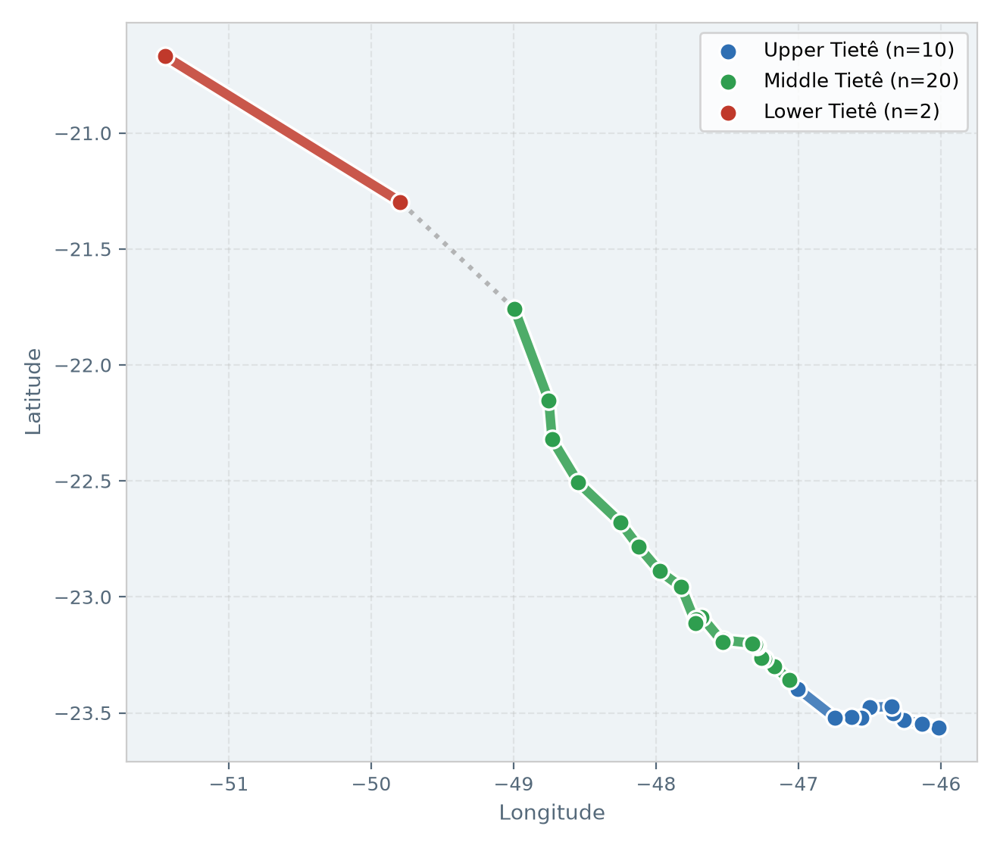 Upper Tietê (n=10)
Middle Tietê (n=20)
Lower Tietê (n=2)
−21.0
−21.5
−22.0
−22.5
−23.0
−23.5
Latitude
−51
−50
−49
−48
−47
−46
Longitude